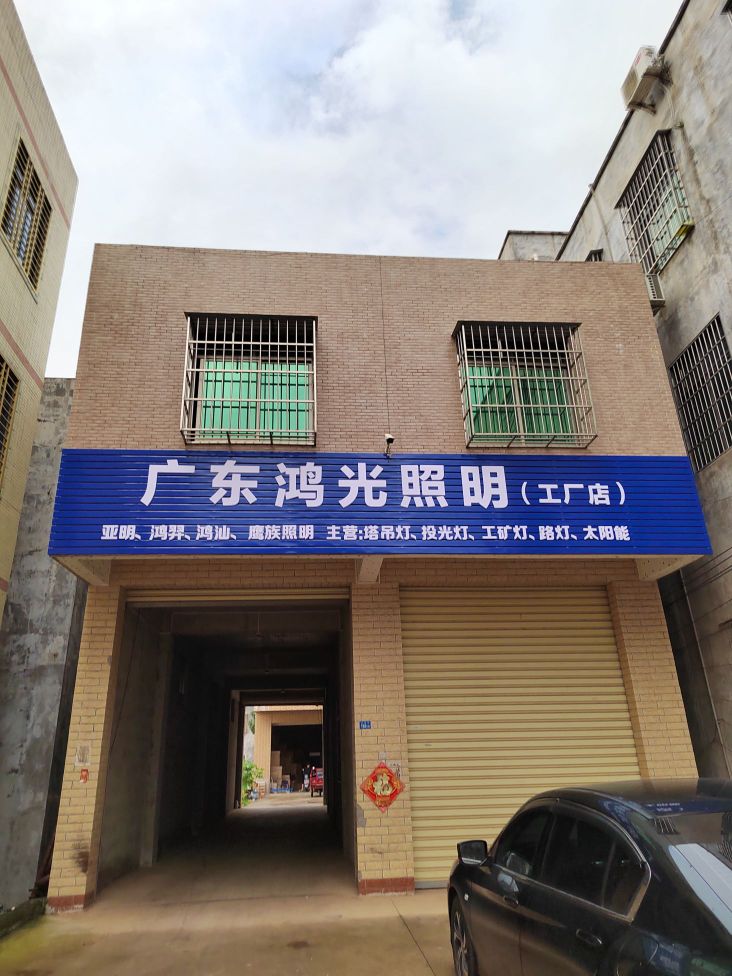 广东鸿光照明（工厂店）
亚明、鸿羿、鸿汕、鹰族照明 主营:塔吊灯、投光灯、工矿灯、路灯、太阳能
福